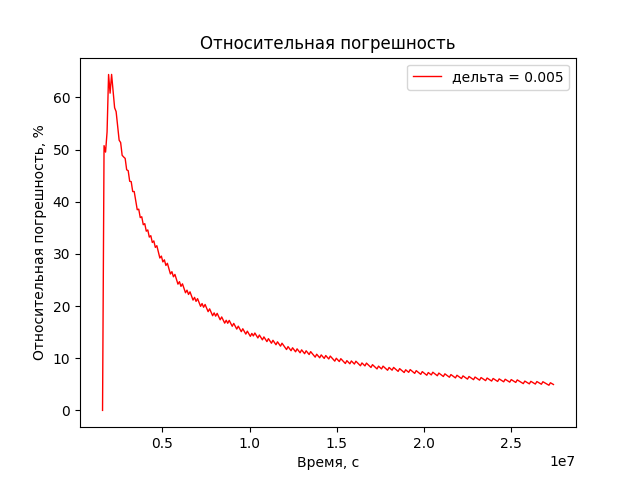 Относительная погрешность
дельта = 0.005
Относительная погрешность, %
60
50
40
30
20
10
0
0.5
1.0
1.5
2.0
2.5
1e7
Время, с